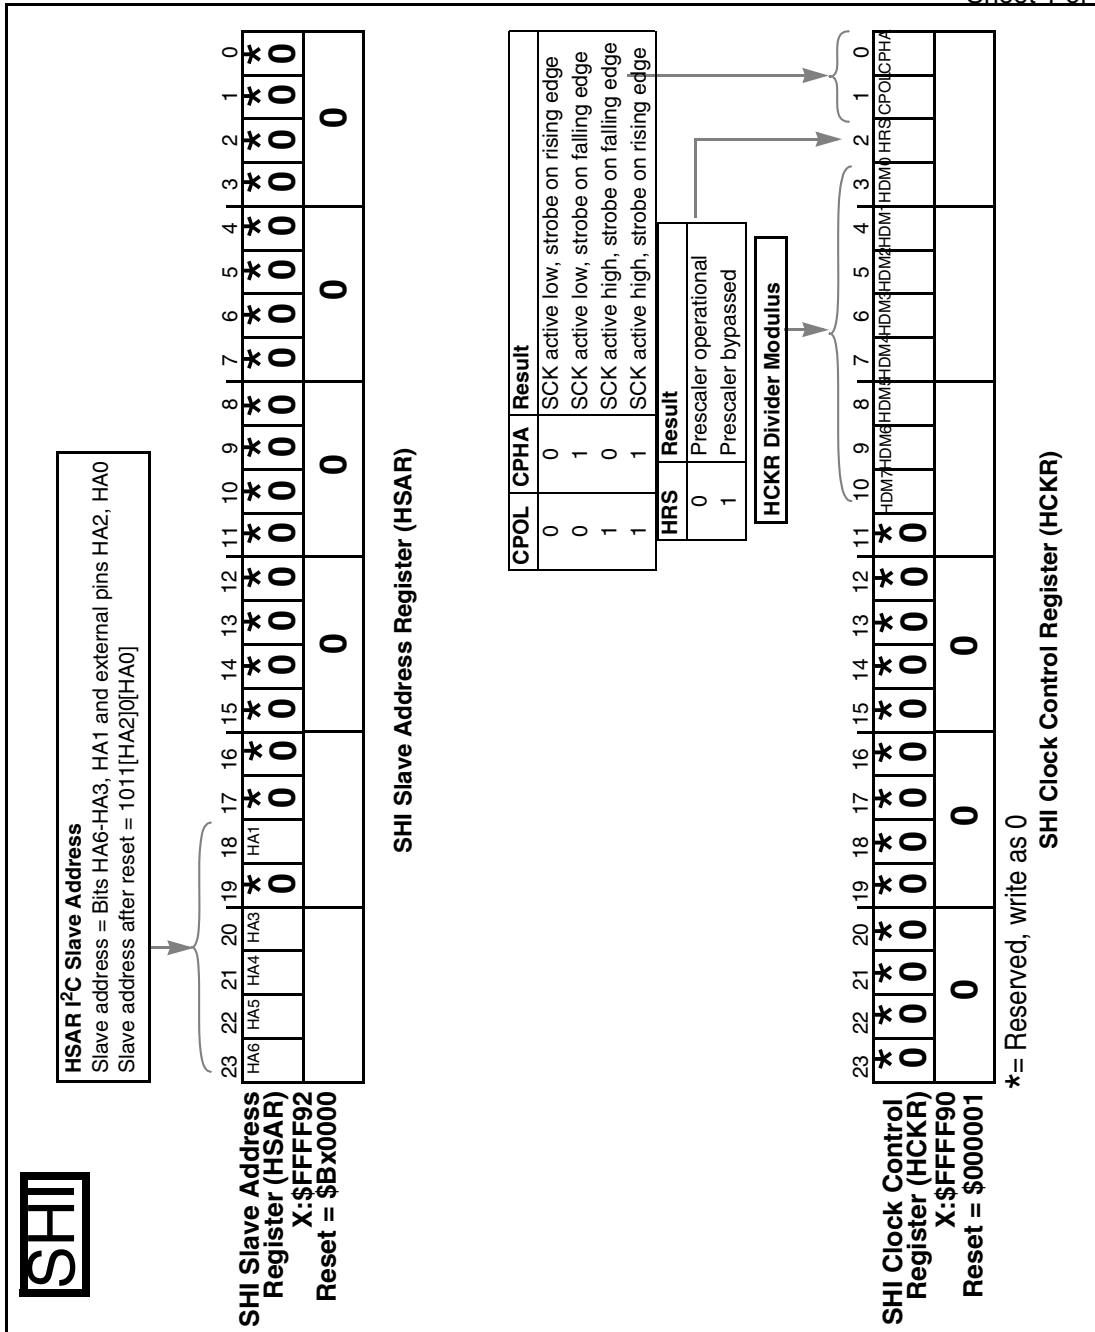 SHI
HSAR I²C Slave Address
Slave address = Bits HA6-HA3, HA1 and external pins HA2, HA0
Slave address after reset = 1011[HA2]0[HA0]
23 22 21 20 19 18 17 16 15 14 13 12 11 10 9 8 7 6 5 4 3 2 1 0
SHI Slave Address
Register (HSAR)
X:$FFFF92
Reset = $Bx0000
HA6 HA5 HA4 HA3 * HA1 * * * * * * * * * * * * * * * * * *
0 0 0 0 0 0 0 0 0 0 0 0 0 0 0 0 0 0 0
0 0 0 0
SHI Slave Address Register (HSAR)
CPOL CPHA Result
0 0 SCK active low, strobe on rising edge
0 1 SCK active low, strobe on falling edge
1 0 SCK active high, strobe on falling edge
1 1 SCK active high, strobe on rising edge
HRS Result
0 Prescaler operational
1 Prescaler bypassed
HCKR Divider Modulus
23 22 21 20 19 18 17 16 15 14 13 12 11 10 9 8 7 6 5 4 3 2 1 0
SHI Clock Control
Register (HCKR)
X:$FFFF90
Reset = $000001
* * * * * * * * * * * * * HDM7 HDM6 HDM5 HDM4 HDM3 HDM2 HDM1 HDM0 HRS CPOL CPHA
0 0 0 0 0 0 0 0 0 0 0 0 0
0 0 0
*= Reserved, write as 0
SHI Clock Control Register (HCKR)